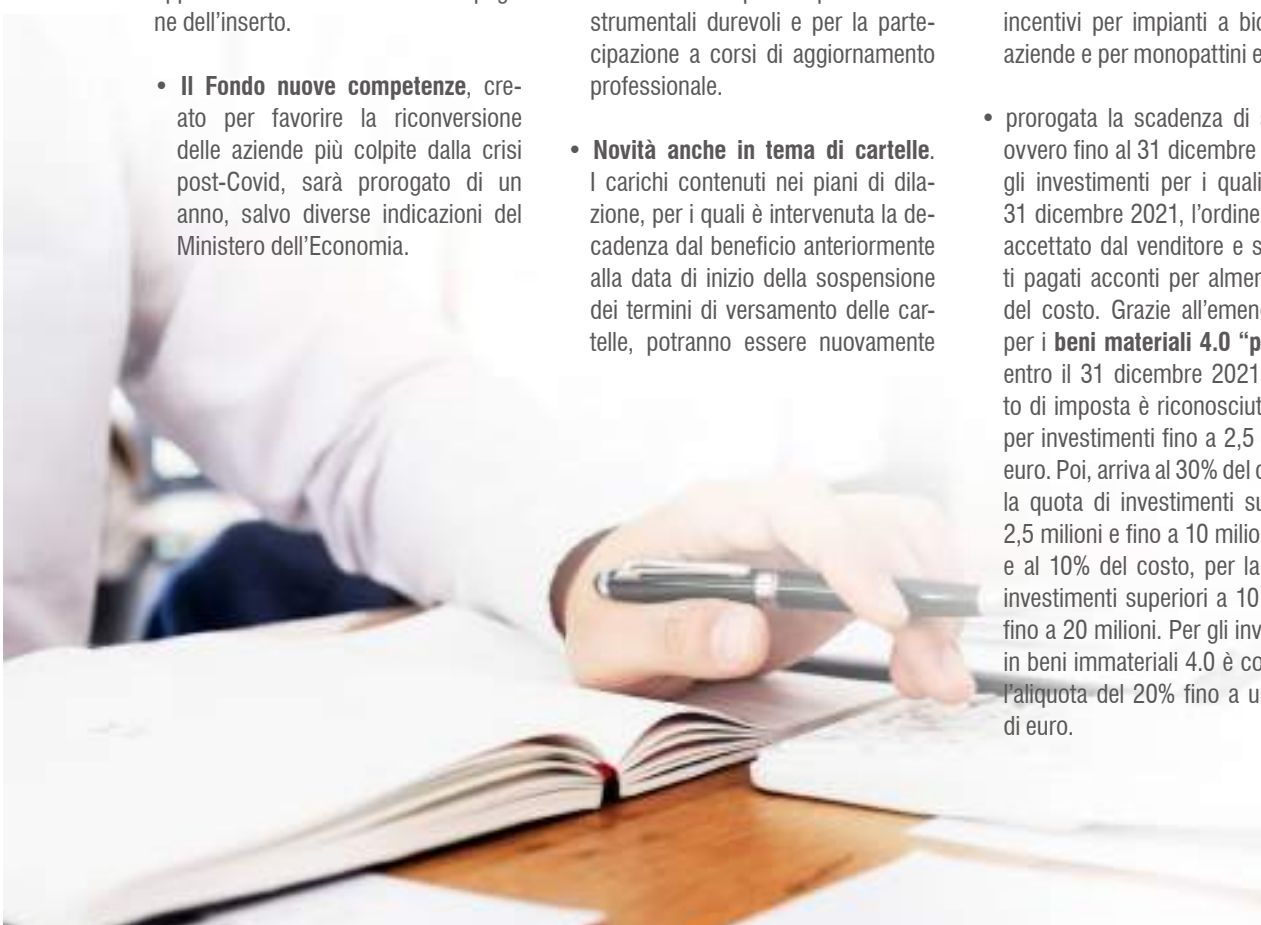 ne dell'inserto.
• Il Fondo nuove competenze, cre-
ato per favorire la riconversione
delle aziende più colpite dalla crisi
post-Covid, sarà prorogato di un
anno, salvo diverse indicazioni del
Ministero dell'Economia.
strumentali durevoli e per la parte-
cipazione a corsi di aggiornamento
professionale.
• Novità anche in tema di cartelle.
I carichi contenuti nei piani di dila-
zione, per i quali è intervenuta la de-
cadenza dal beneficio anteriormente
alla data di inizio della sospensione
dei termini di versamento delle car-
telle, potranno essere nuovamente
incentivi per impianti a
aziende e per monopattini e
• prorogata la scadenza di
ovvero fino al 31 dicembre
gli investimenti per i quali
31 dicembre 2021, l'ordine
accettato dal venditore e s
ti pagati acconti per
del costo. Grazie
per i beni materiali 4.0 "p
entro il 31 dicembre 2021
to di imposta è
per investimenti fino a 2,5
euro. Poi, arriva al 30% del
la quota di investimenti
2,5 milioni e fino a 10
e al 10% del costo, per la
investimenti superiori a 10
fino a 20 milioni. Per gli
in beni immateriali 4.0 è
l'aliquota del 20% fino a
di euro.